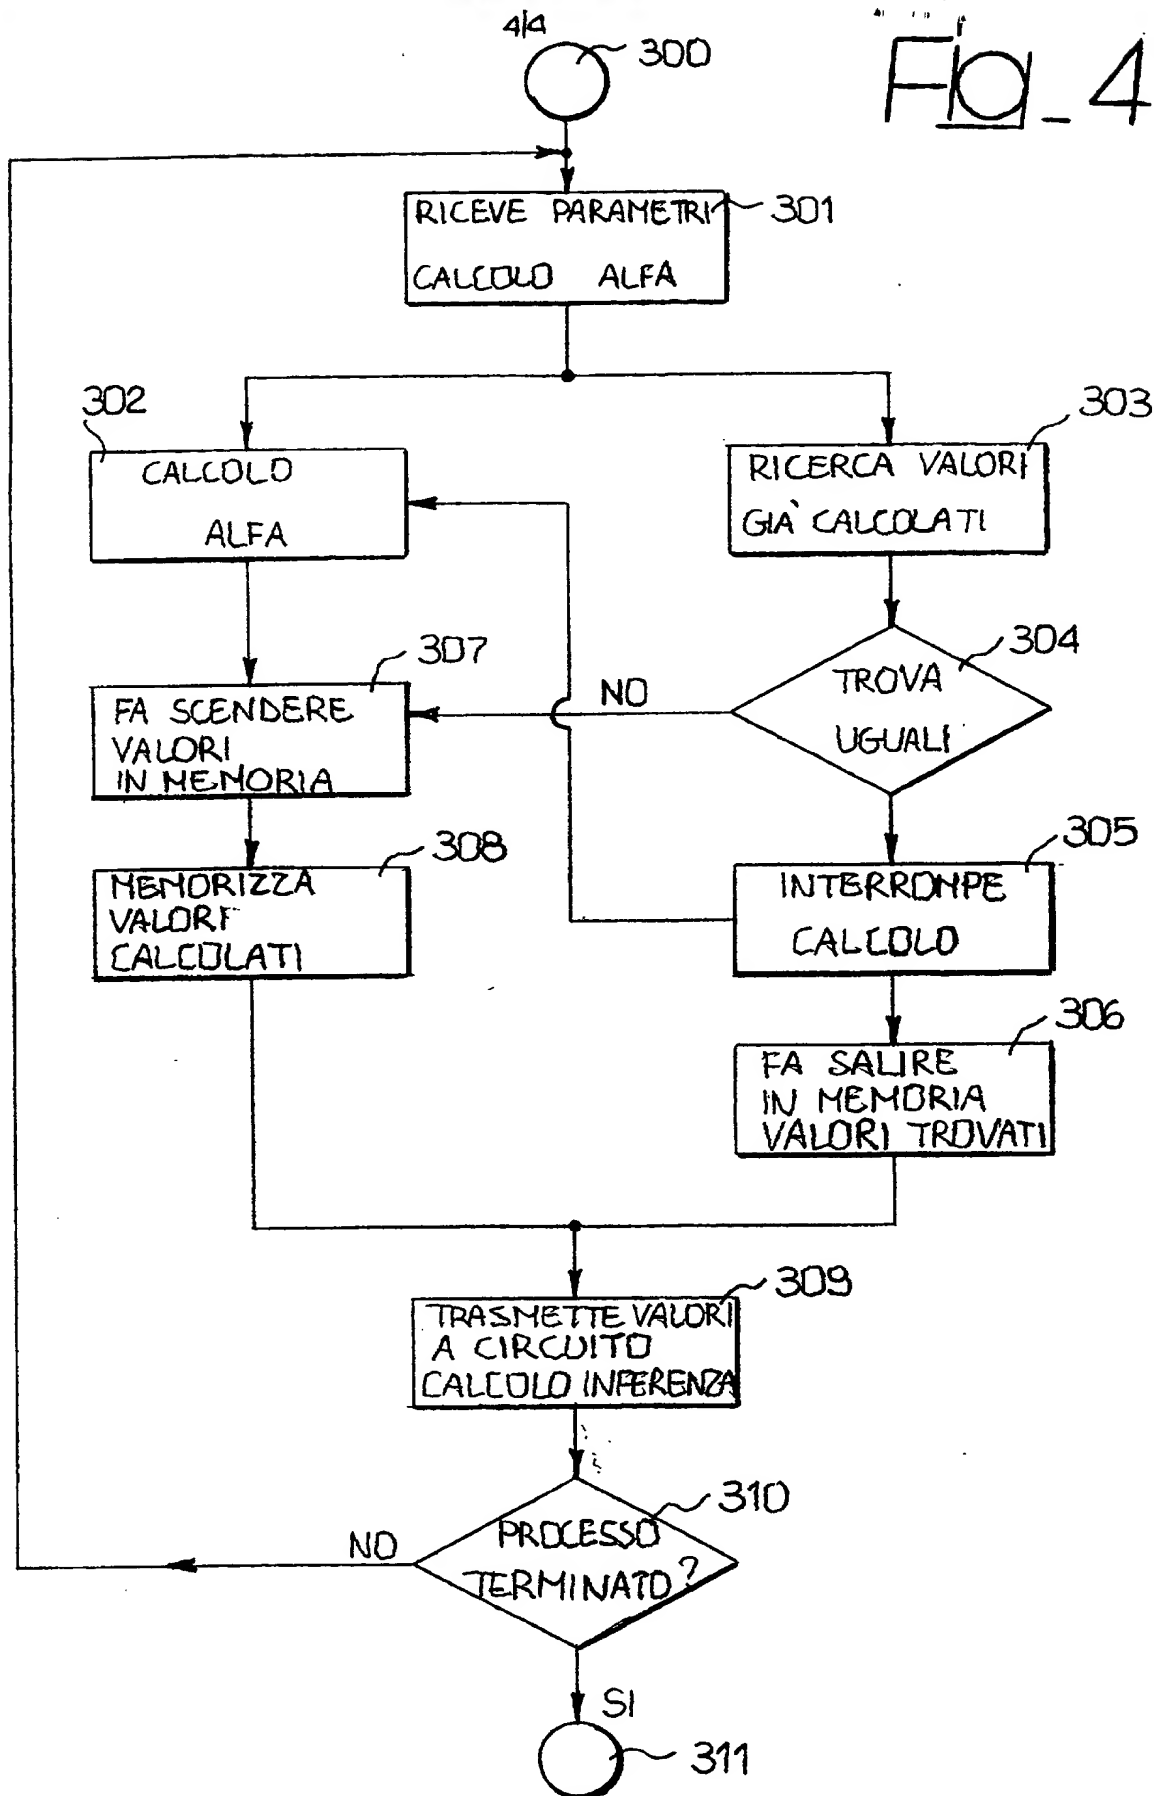 4/4
300
Fig_4
RICEVE PARAMETRI
301
CALCOLO ALFA
302
303
CALCOLO
ALFA
RICERCA VALORI
GIÀ CALCOLATI
307
304
FA SCENDERE
VALORI
IN MEMORIA
NO
TROVA
UGUALI
308
305
MEMORIZZA
VALORI
CALCOLATI
INTERROMPE
CALCOLO
306
FA SALIRE
IN MEMORIA
VALORI TROVATI
309
TRASMETTE VALORI
A CIRCUITO
CALCOLO INFERENZA
310
NO
PROCESSO
TERMINATO?
SI
311